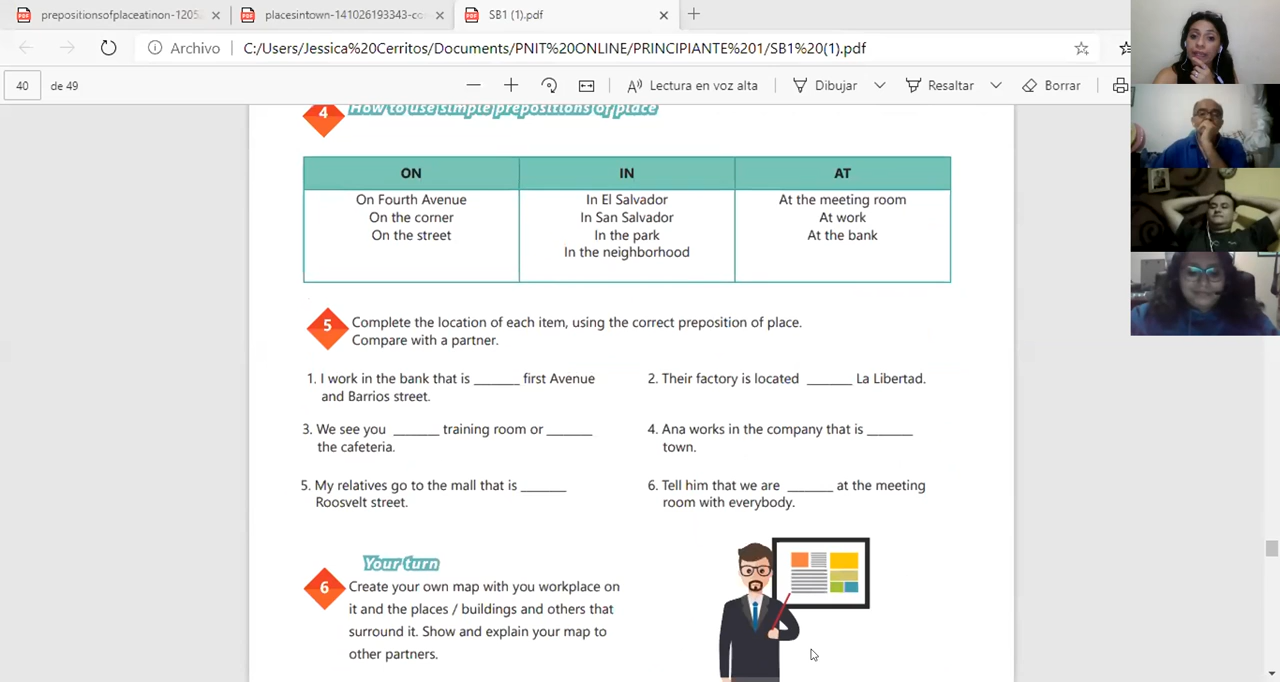 prepositionsofplaceatinon-1205
placesintown-141026193343-co
SB1 (1).pdf
Archivo
C:/Users/Jessica%20Cerritos/Documents/PNIT%20ONLINE/PRINCIPIANTE%201/SB1%20(1).pdf
40 de 49
Lectura en voz alta
Dibujar
Resaltar
Borrar
4 How to use simple prepositions of place
ON IN AT
On Fourth Avenue In El Salvador At the meeting room
On the corner In San Salvador At work
On the street In the park At the bank
In the neighborhood
5 Complete the location of each item, using the correct preposition of place.
Compare with a partner.
1. I work in the bank that is ______ first Avenue
and Barrios street.
2. Their factory is located ______ La Libertad.
3. We see you ______ training room or ______
the cafeteria.
4. Ana works in the company that is ______
town.
5. My relatives go to the mall that is ______
Roosvelt street.
6. Tell him that we are ______ at the meeting
room with everybody.
Your turn
6 Create your own map with you workplace on
it and the places / buildings and others that
surround it. Show and explain your map to
other partners.